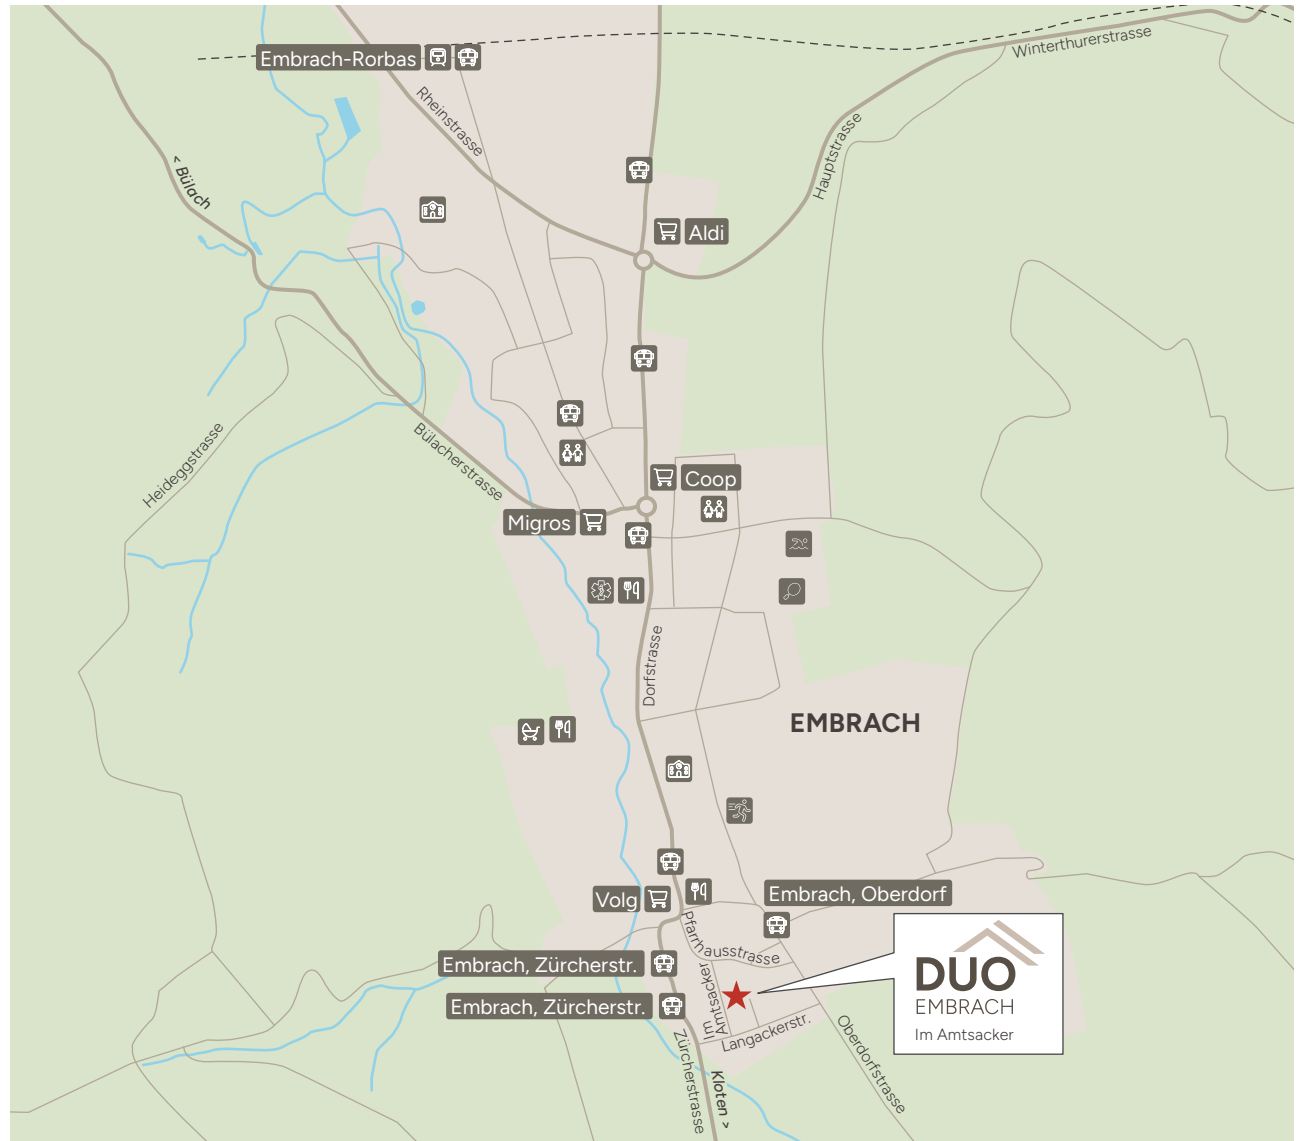 Winterthurerstrasse
Embrach-Rorbas
Rheinstrasse
Hauptstrasse
< Bülach
Aldi
Heideggstrasse
Bülacherstrasse
Coop
Migros
Dorfstrasse
EMBRACH
Embrach, Oberdorf
Volg
Pfarrhausstrasse
DUO
EMBRACH
Im Amtsacker
Embrach, Zürcherstr.
Embrach, Zürcherstr.
Im
Amtsacker
Langackerstr.
Oberdorfstrasse
Zürcherstrasse
Kloten >